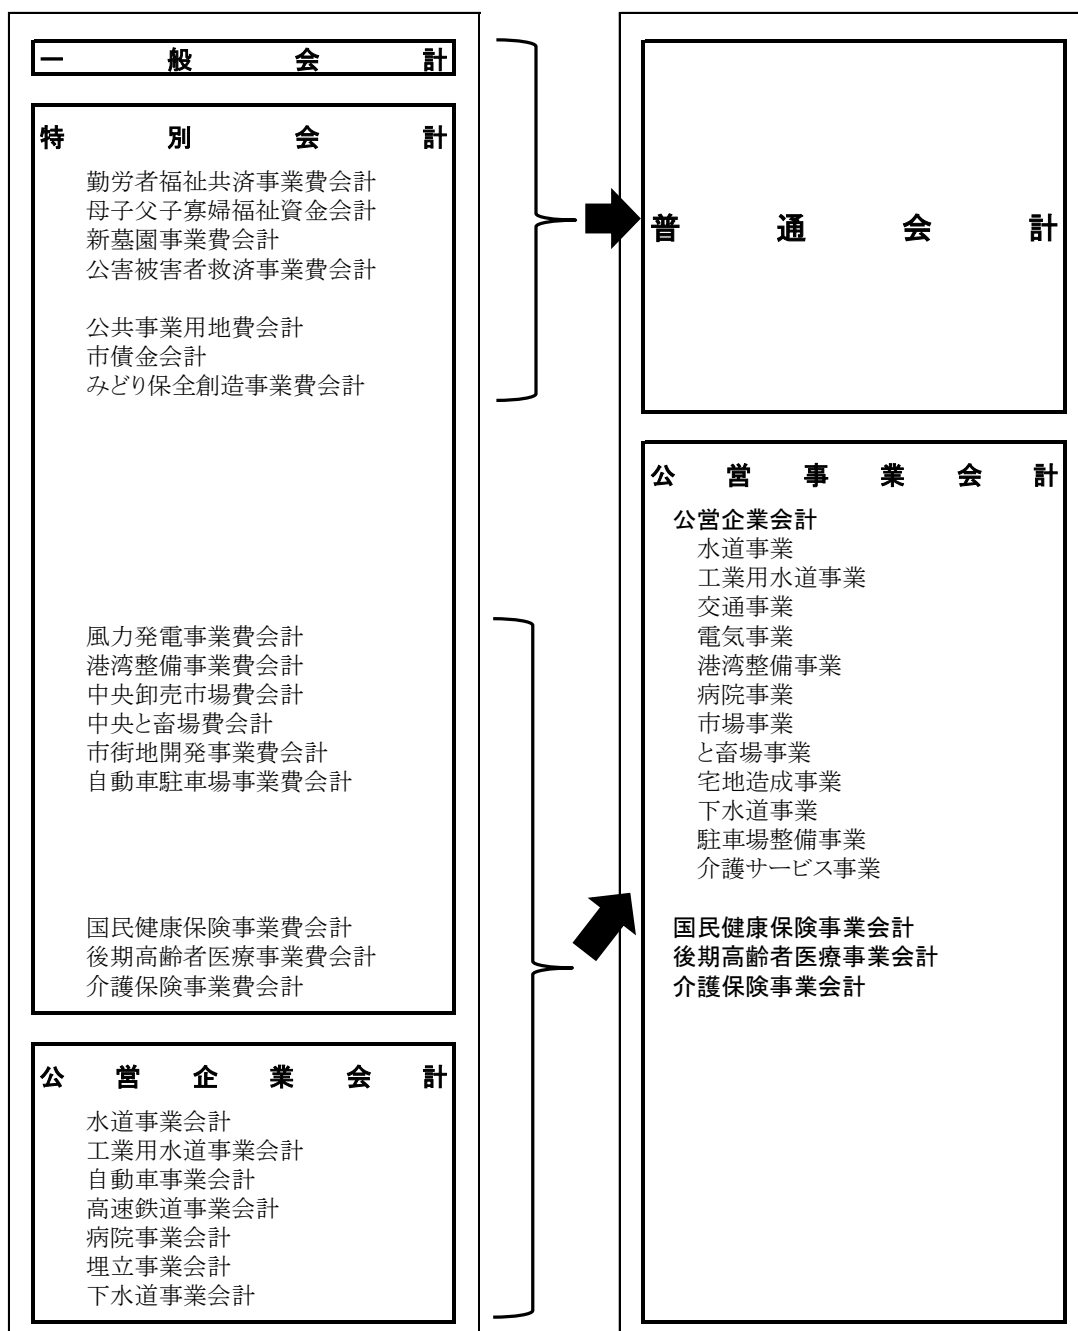 一般会計
特別会計
勤労者福祉共済事業費会計
母子父子寡婦福祉資金会計
新墓園事業費会計
公害被害者救済事業費会計
公共事業用地費会計
市債金会計
みどり保全創造事業費会計
風力発電事業費会計
港湾整備事業費会計
中央卸売市場費会計
中央と畜場費会計
市街地開発事業費会計
自動車駐車場事業費会計
国民健康保険事業費会計
後期高齢者医療事業費会計
介護保険事業費会計
公営企業会計
水道事業会計
工業用水道事業会計
自動車事業会計
高速鉄道事業会計
病院事業会計
埋立事業会計
下水道事業会計
普通会計
公営事業会計
公営企業会計
水道事業
工業用水道事業
交通事業
電気事業
港湾整備事業
病院事業
市場事業
と畜場事業
宅地造成事業
下水道事業
駐車場整備事業
介護サービス事業
国民健康保険事業会計
後期高齢者医療事業会計
介護保険事業会計